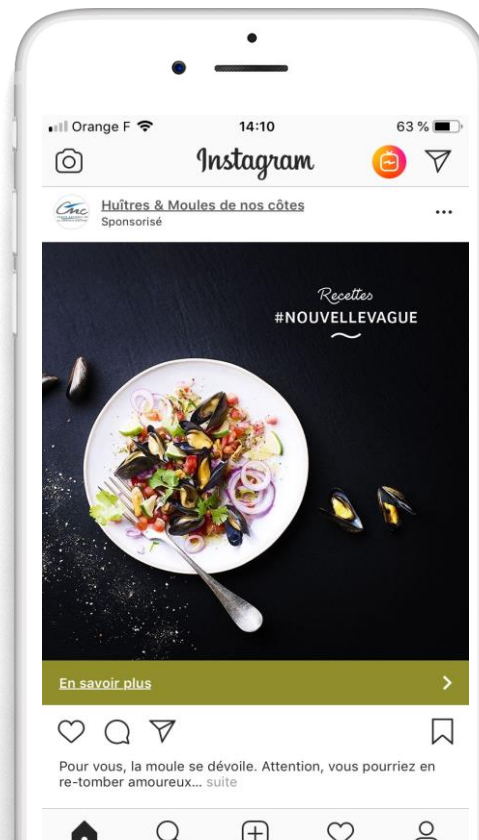 Orange F 14:10 63 %
Instagram
Cnc
Huîtres & Moules de nos côtes
Sponsorisé
Recettes
#NOUVELLEVAGUE
En savoir plus
Pour vous, la moule se dévoile. Attention, vous pourriez en
re-tomber amoureux... suite